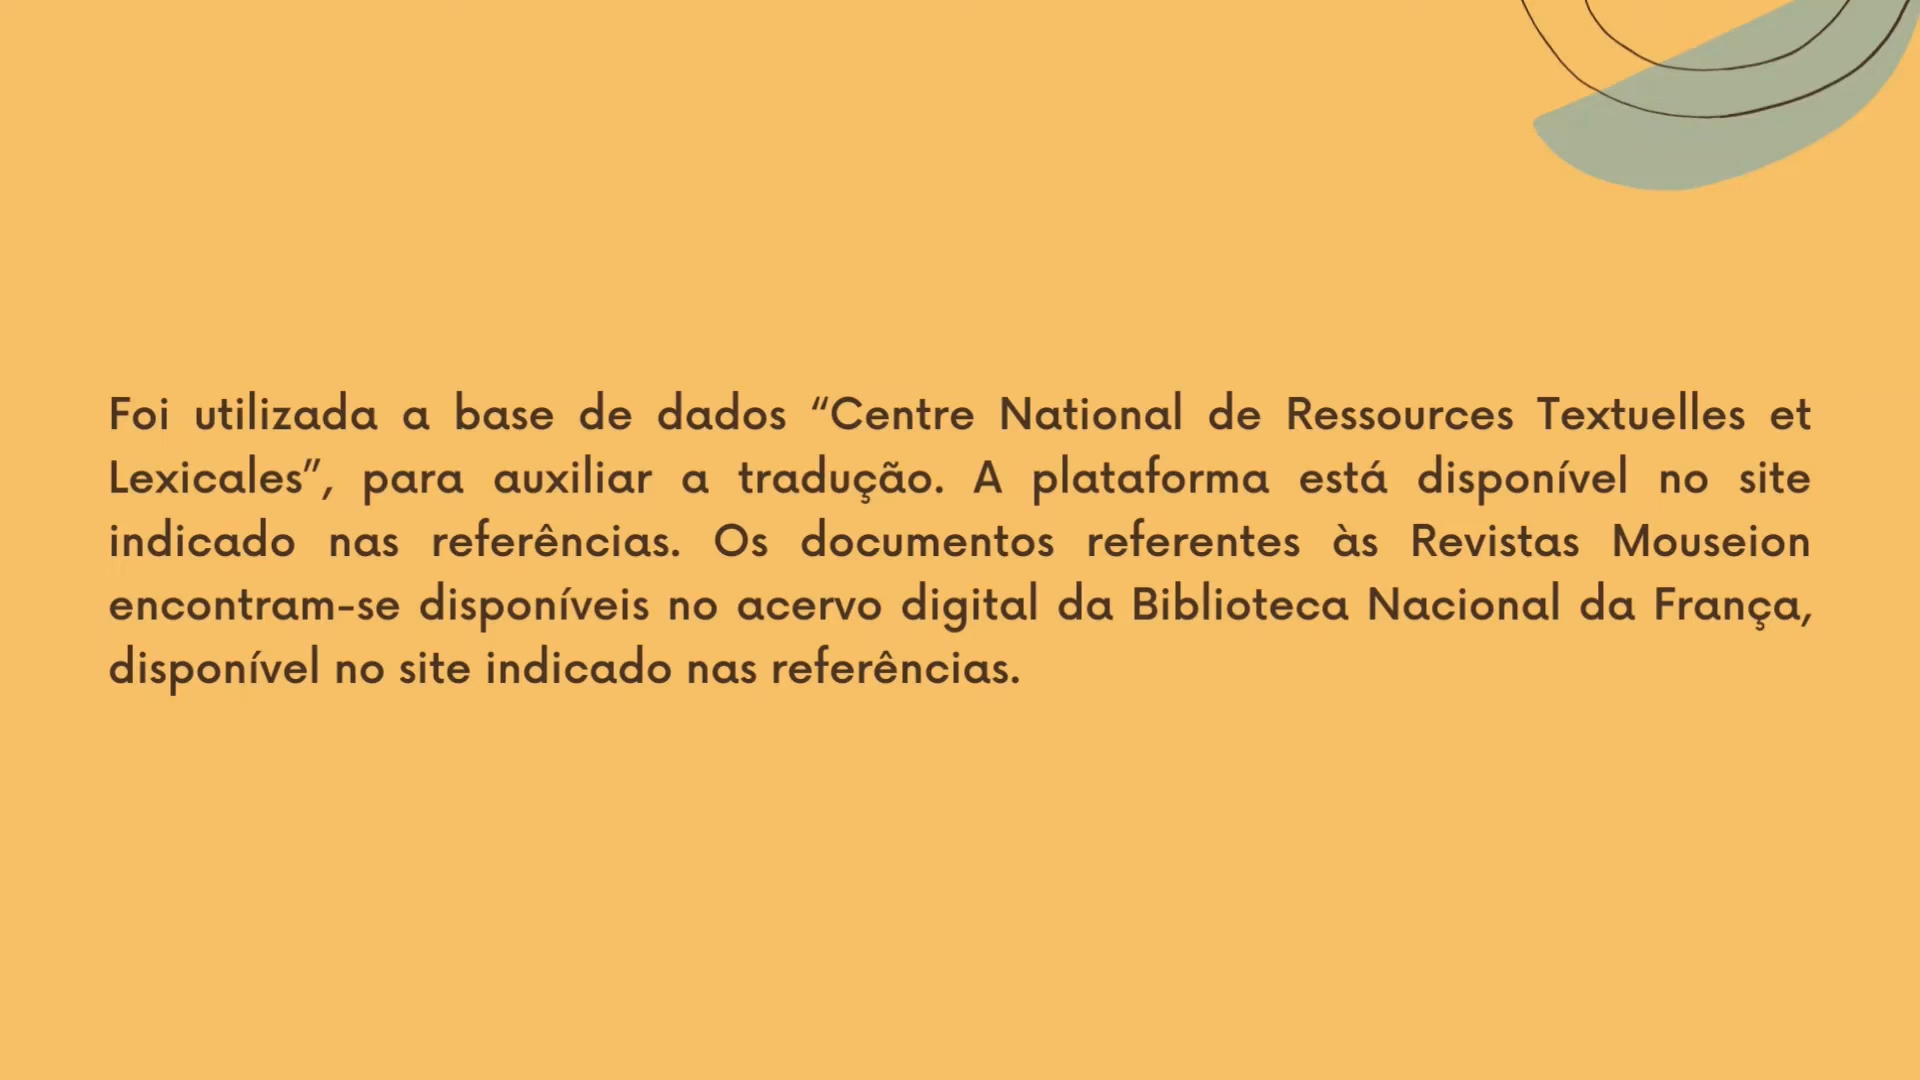 Foi utilizada a base de dados “Centre National de Ressources Textuelles et
Lexicales”, para auxiliar a tradução. A plataforma está disponível no site
indicado nas referências. Os documentos referentes às Revistas Mouseion
encontram-se disponíveis no acervo digital da Biblioteca Nacional da França,
disponível no site indicado nas referências.